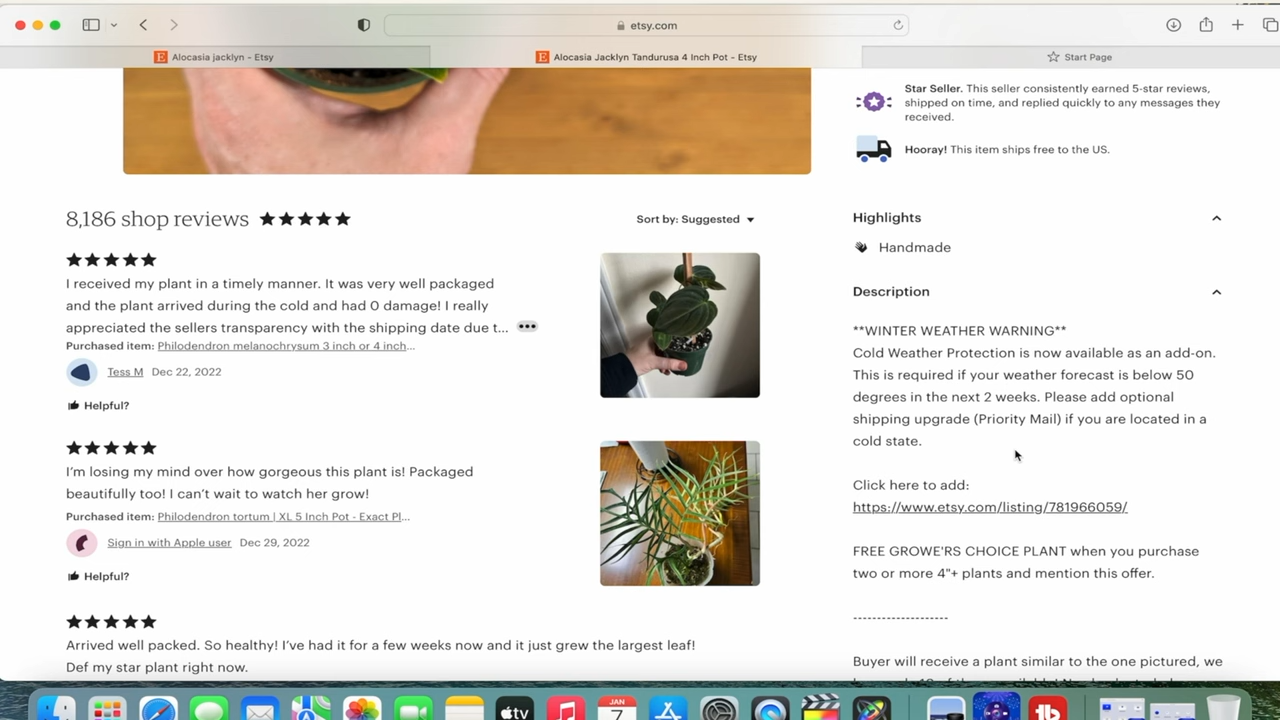 etsy.com
Alocasia jacklyn - Etsy
Alocasia Jacklyn Tandurusa 4 Inch Pot - Etsy
Start Page
Star Seller. This seller consistently earned 5-star reviews,
shipped on time, and replied quickly to any messages they
received.
Hooray! This item ships free to the US.
8,186 shop reviews
Sort by: Suggested
I received my plant in a timely manner. It was very well packaged
and the plant arrived during the cold and had 0 damage! I really
appreciated the sellers transparency with the shipping date due t...
Purchased item: Philodendron melanochrysum 3 inch or 4 inch...
Tess M Dec 22, 2022
Helpful?
I'm losing my mind over how gorgeous this plant is! Packaged
beautifully too! I can't wait to watch her grow!
Purchased item: Philodendron tortum | XL 5 Inch Pot - Exact Pl...
Sign in with Apple user Dec 29, 2022
Helpful?
Arrived well packed. So healthy! I've had it for a few weeks now and it just grew the largest leaf!
Def my star plant right now.
Highlights
Handmade
Description
**WINTER WEATHER WARNING**
Cold Weather Protection is now available as an add-on.
This is required if your weather forecast is below 50
degrees in the next 2 weeks. Please add optional
shipping upgrade (Priority Mail) if you are located in a
cold state.
Click here to add:
https://www.etsy.com/listing/781966059/
FREE GROWE'RS CHOICE PLANT when you purchase
two or more 4"+ plants and mention this offer.
--------------------
Buyer will receive a plant similar to the one pictured, we
tv
JAN
7